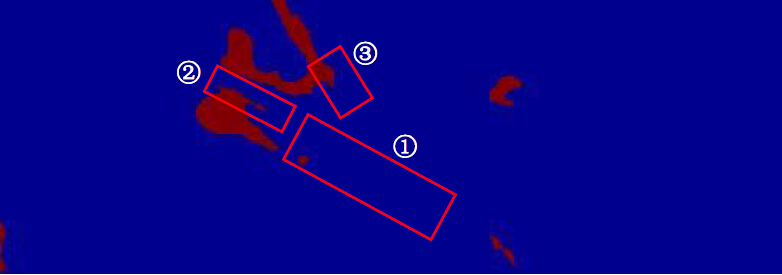 ③
②
①